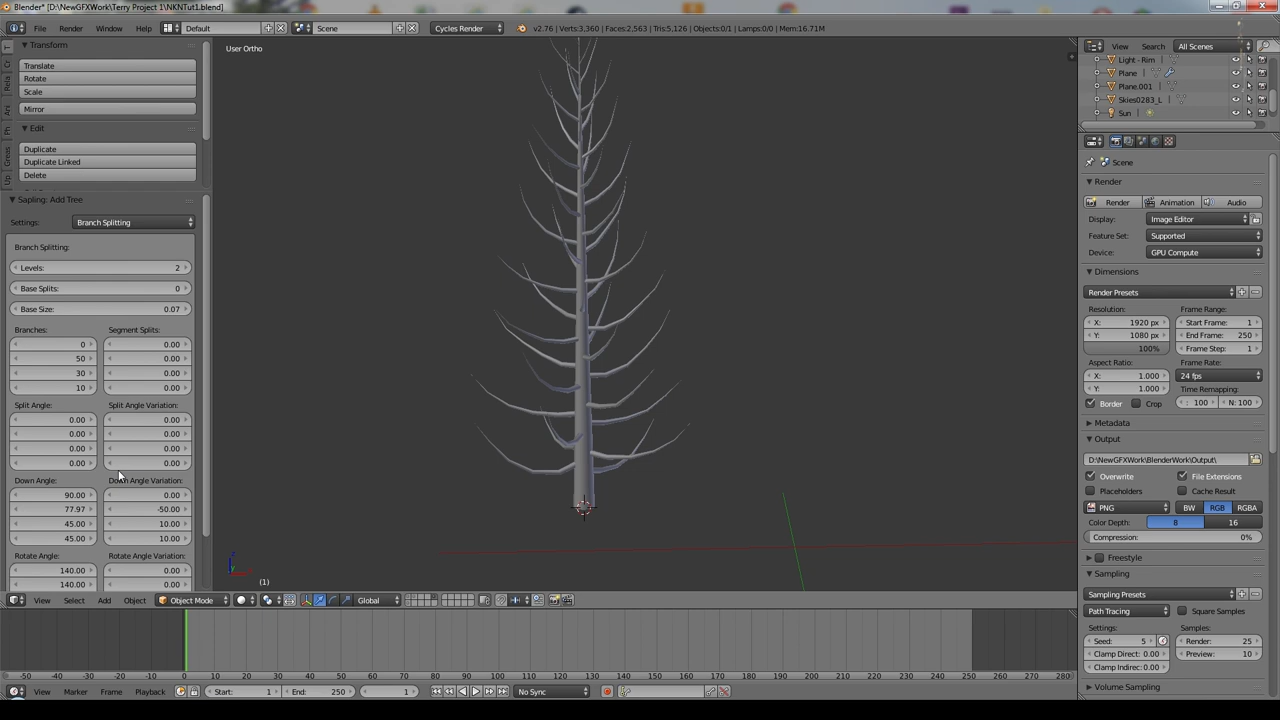 Blender* [D:\NewGFXWork\Terry Project 1\NKNTut1.blend]
File Render Window Help Default Scene Cycles Render v2.76 | Verts:3,360 | Faces:2,563 | Tris:5,126 | Objects:0/1 | Lamps:0/0 | Mem:16.71M
View Search All Scenes
Light - Rim
Plane
Plane.001
Skies0283_L
Sun
Transform
Translate
Rotate
Scale
Mirror
Edit
Duplicate
Duplicate Linked
Delete
Sapling: Add Tree
Settings: Branch Splitting
Branch Splitting:
Levels: 2
Base Splits: 0
Base Size: 0.07
Branches: Segment Splits:
0 0.00
50 0.00
30 0.00
10 0.00
Split Angle: Split Angle Variation:
0.00 0.00
0.00 0.00
0.00 0.00
0.00 0.00
Down Angle: Down Angle Variation:
90.00 0.00
77.97 -50.00
45.00 10.00
45.00 10.00
Rotate Angle: Rotate Angle Variation:
140.00 0.00
140.00 0.00
User Ortho
(1)
View Select Add Object Object Mode Global
Scene
Render
Render Animation Audio
Display: Image Editor
Feature Set: Supported
Device: GPU Compute
Dimensions
Render Presets
Resolution: Frame Range:
X: 1920 px Start Frame: 1
Y: 1080 px End Frame: 250
100% Frame Step: 1
Aspect Ratio: Frame Rate:
X: 1.000 24 fps
Y: 1.000 Time Remapping:
Border Crop : 100 N: 100
Metadata
Output
D:\NewGFXWork\BlenderWork\Output\
Overwrite File Extensions
Placeholders Cache Result
PNG BW RGB RGBA
Color Depth: 8 16
Compression: 0%
Freestyle
Sampling
Sampling Presets
Path Tracing Square Samples
Settings: Samples:
Seed: 5 Render: 25
Clamp Direct: 0.00 Preview: 10
Clamp Indirect: 0.00
Volume Sampling
-50 -40 -30 -20 -10 0 10 20 30 40 50 60 70 80 90 100 110 120 130 140 150 160 170 180 190 200 210 220 230 240 250 260 270 280
View Marker Frame Playback Start: 1 End: 250 1 No Sync